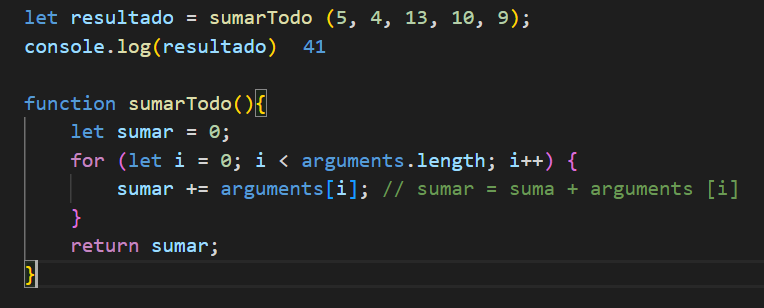 let resultado = sumarTodo (5, 4, 13, 10, 9);
console.log(resultado)  41
function sumarTodo(){
    let sumar = 0;
    for (let i = 0; i < arguments.length; i++) {
        sumar += arguments[i]; // sumar = suma + arguments [i]
    }
    return sumar;
}